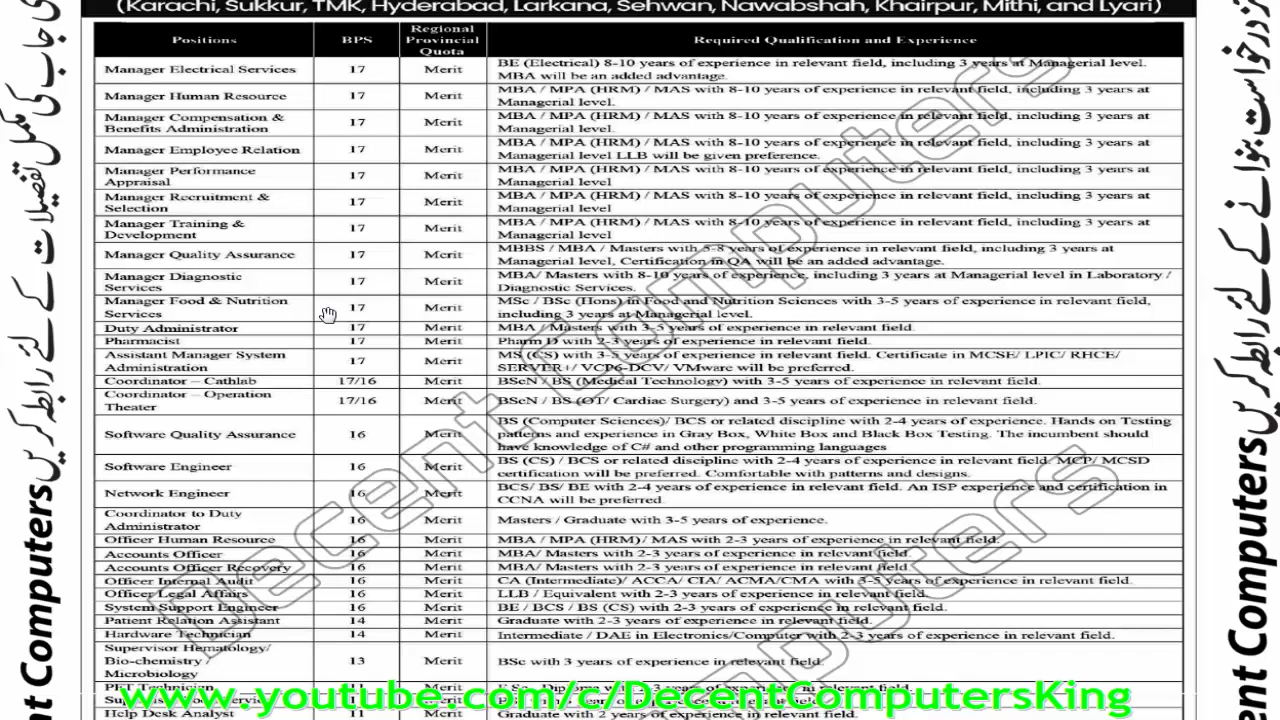 (Karachi, Sukkur, TMK, Hyderabad, Larkana, Sehwan, Nawabshah, Khairpur, Mithi, and Lyari)
Positions BPS Regional Provincial Quota Required Qualification and Experience
Manager Electrical Services 17 Merit BE (Electrical) 8-10 years of experience in relevant field, including 3 years at Managerial level.
MBA will be an added advantage.
Manager Human Resource 17 Merit MBA / MPA (HRM) / MAS with 8-10 years of experience in relevant field, including 3 years at
Managerial level.
Manager Compensation & Benefits Administration 17 Merit MBA / MPA (HRM) / MAS with 8-10 years of experience in relevant field, including 3 years at
Managerial level.
Manager Employee Relation 17 Merit MBA / MPA (HRM) / MAS with 8-10 years of experience in relevant field, including 3 years at
Managerial level LLB will be given preference.
Manager Performance Appraisal 17 Merit MBA / MPA (HRM) / MAS with 8-10 years of experience in relevant field, including 3 years at
Managerial level
Manager Recruitment & Selection 17 Merit MBA / MPA (HRM) / MAS with 8-10 years of experience in relevant field, including 3 years at
Managerial level
Manager Training & Development 17 Merit MBA / MPA (HRM) / MAS with 8-10 years of experience in relevant field, including 3 years at
Managerial level
Manager Quality Assurance 17 Merit MBBS / MBA / Masters with 5-8 years of experience in relevant field, including 3 years at
Managerial level, Certification in QA will be an added advantage.
Manager Diagnostic Services 17 Merit MBA/ Masters with 8-10 years of experience, including 3 years at Managerial level in Laboratory /
Diagnostic Services.
Manager Food & Nutrition Services 17 Merit MSc / BSc (Hons) in Food and Nutrition Sciences with 3-5 years of experience in relevant field,
including 3 years at Managerial level.
Duty Administrator 17 Merit MBA / Masters with 3-5 years of experience in relevant field.
Pharmacist 17 Merit Pharm D with 2-3 years of experience in relevant field.
Assistant Manager System Administration 17 Merit MS (CS) with 3-5 years of experience in relevant field. Certificate in MCSE/ LPIC/ RHCE/
SERVER+/ VCP6-DCV/ VMware will be preferred.
Coordinator – Cathlab 17/16 Merit BScN / BS (Medical Technology) with 3-5 years of experience in relevant field.
Coordinator – Operation Theater 17/16 Merit BScN / BS (OT/ Cardiac Surgery) and 3-5 years of experience in relevant field.
Software Quality Assurance 16 Merit BS (Computer Sciences)/ BCS or related discipline with 2-4 years of experience. Hands on Testing
patterns and experience in Gray Box, White Box and Black Box Testing. The incumbent should
have knowledge of C# and other programming languages
Software Engineer 16 Merit BS (CS) / BCS or related discipline with 2-4 years of experience in relevant field. MCP/ MCSD
certification will be preferred. Comfortable with patterns and designs.
Network Engineer 16 Merit BCS/ BS/ BE with 2-4 years of experience in relevant field. An ISP experience and certification in
CCNA will be preferred.
Coordinator to Duty Administrator 16 Merit Masters / Graduate with 3-5 years of experience.
Officer Human Resource 16 Merit MBA / MPA (HRM)/ MAS with 2-3 years of experience in relevant field.
Accounts Officer 16 Merit MBA/ Masters with 2-3 years of experience in relevant field.
Accounts Officer Recovery 16 Merit MBA/ Masters with 2-3 years of experience in relevant field.
Officer Internal Audit 16 Merit CA (Intermediate)/ ACCA/ CIA/ ACMA/CMA with 3-5 years of experience in relevant field.
Officer Legal Affairs 16 Merit LLB / Equivalent with 2-3 years of experience in relevant field.
System Support Engineer 16 Merit BE / BCS / BS (CS) with 2-3 years of experience in relevant field.
Patient Relation Assistant 14 Merit Graduate with 2-3 years of experience in relevant field.
Hardware Technician 14 Merit Intermediate / DAE in Electronics/Computer with 2-3 years of experience in relevant field.
Supervisor Hematology/ Bio-chemistry / Microbiology 13 Merit BSc with 3 years of experience in relevant field.
Help Desk Analyst 11 Merit Graduate with 2 years of experience in relevant field.
www.youtube.com/c/DecentComputersKing
Decent Computers
Computers
جاب کی مکمل تفصیلات کے لئے رابطہ کریں
nt Computers
درخواست بنوانے کے لئے رابطہ کریں
ent Computers